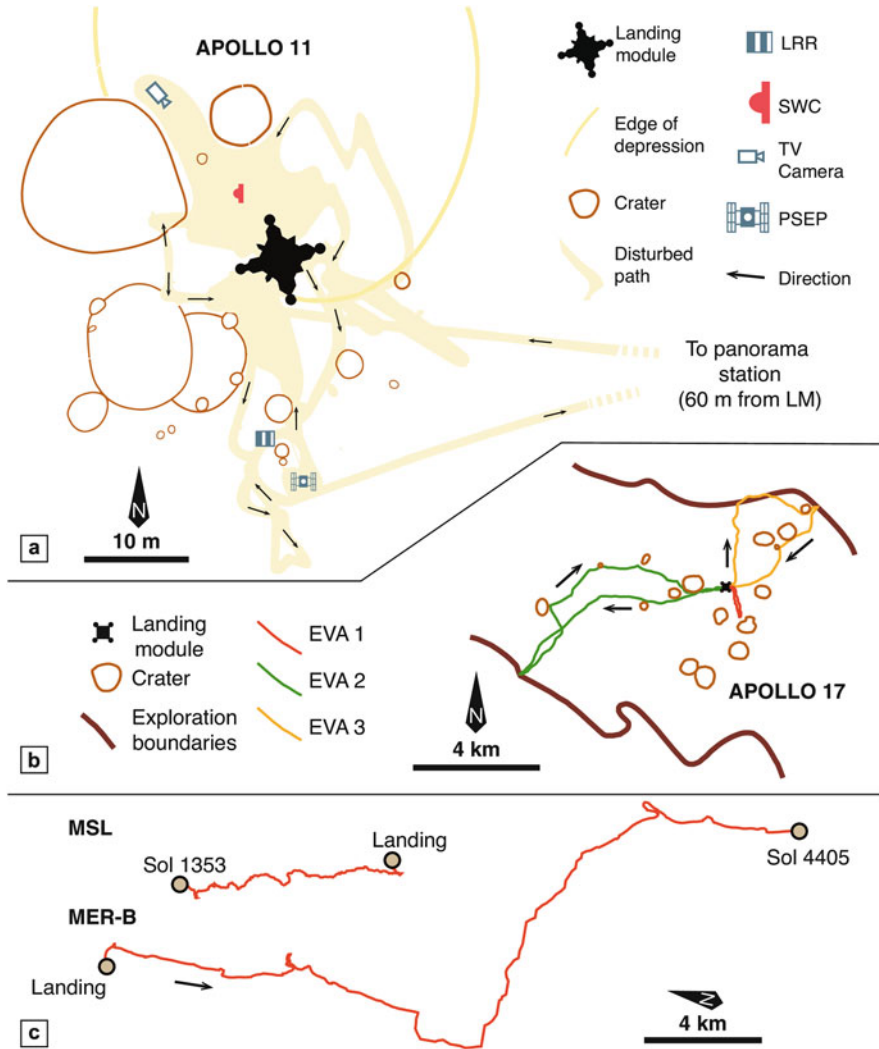 APOLLO 11
Landing
module
Edge of
depression
Crater
Disturbed
path
LRR
SWC
TV
Camera
PSEP
Direction
To panorama
station
(60 m from LM)
N
10 m
a
Landing
module
Crater
Exploration
boundaries
EVA 1
EVA 2
EVA 3
N
4 km
APOLLO 17
b
MSL
Sol 1353
Landing
Sol 4405
MER-B
Landing
N
4 km
c